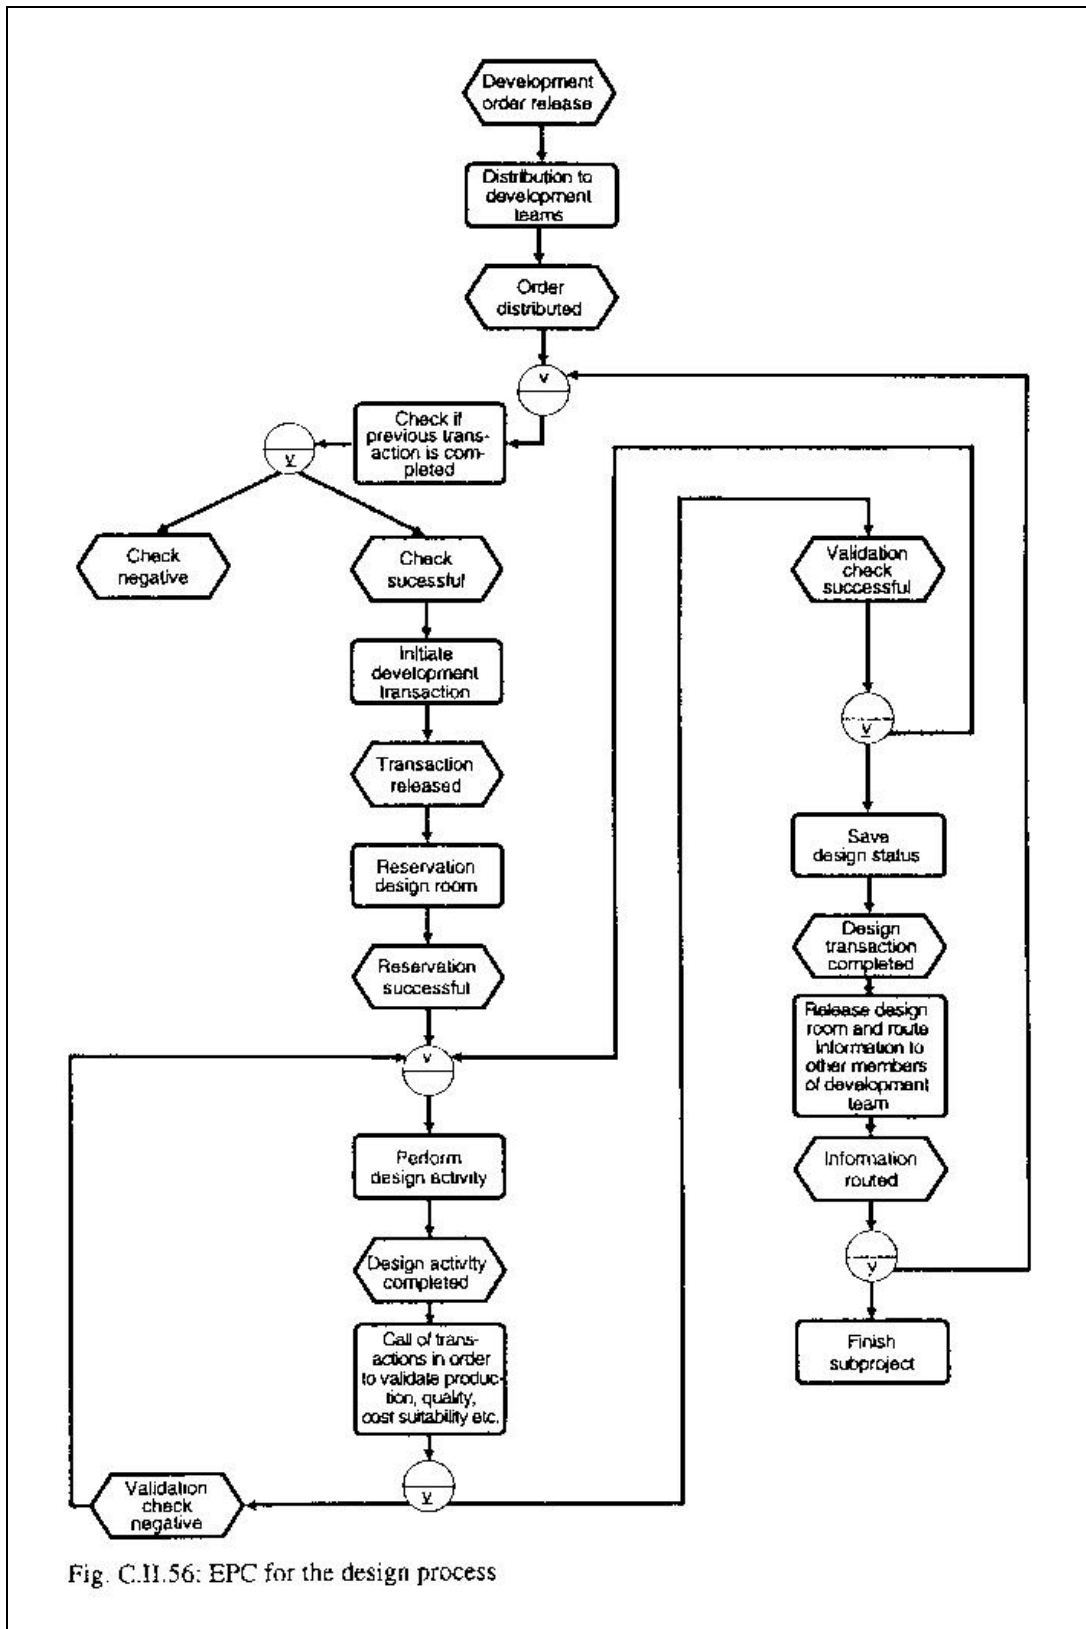 Development
order release
Distribution to
development
teams
Order
distributed
v
Check if
previous trans-
action is com-
pleted
v
Check
negative
Check
sucessful
Validation
check
successful
Initiate
development
transaction
v
Transaction
released
Save
design status
Reservation
design room
Design
transaction
completed
Reservation
successful
Release design
room and route
Information to
other members
of development
team
v
Perform
design activity
Information
routed
v
Design activity
completed
Call of trans-
actions in order
to validate produc-
tion, quality,
cost suitability etc.
Finish
subproject
v
Validation
check
negative
Fig. C.II.56: EPC for the design process